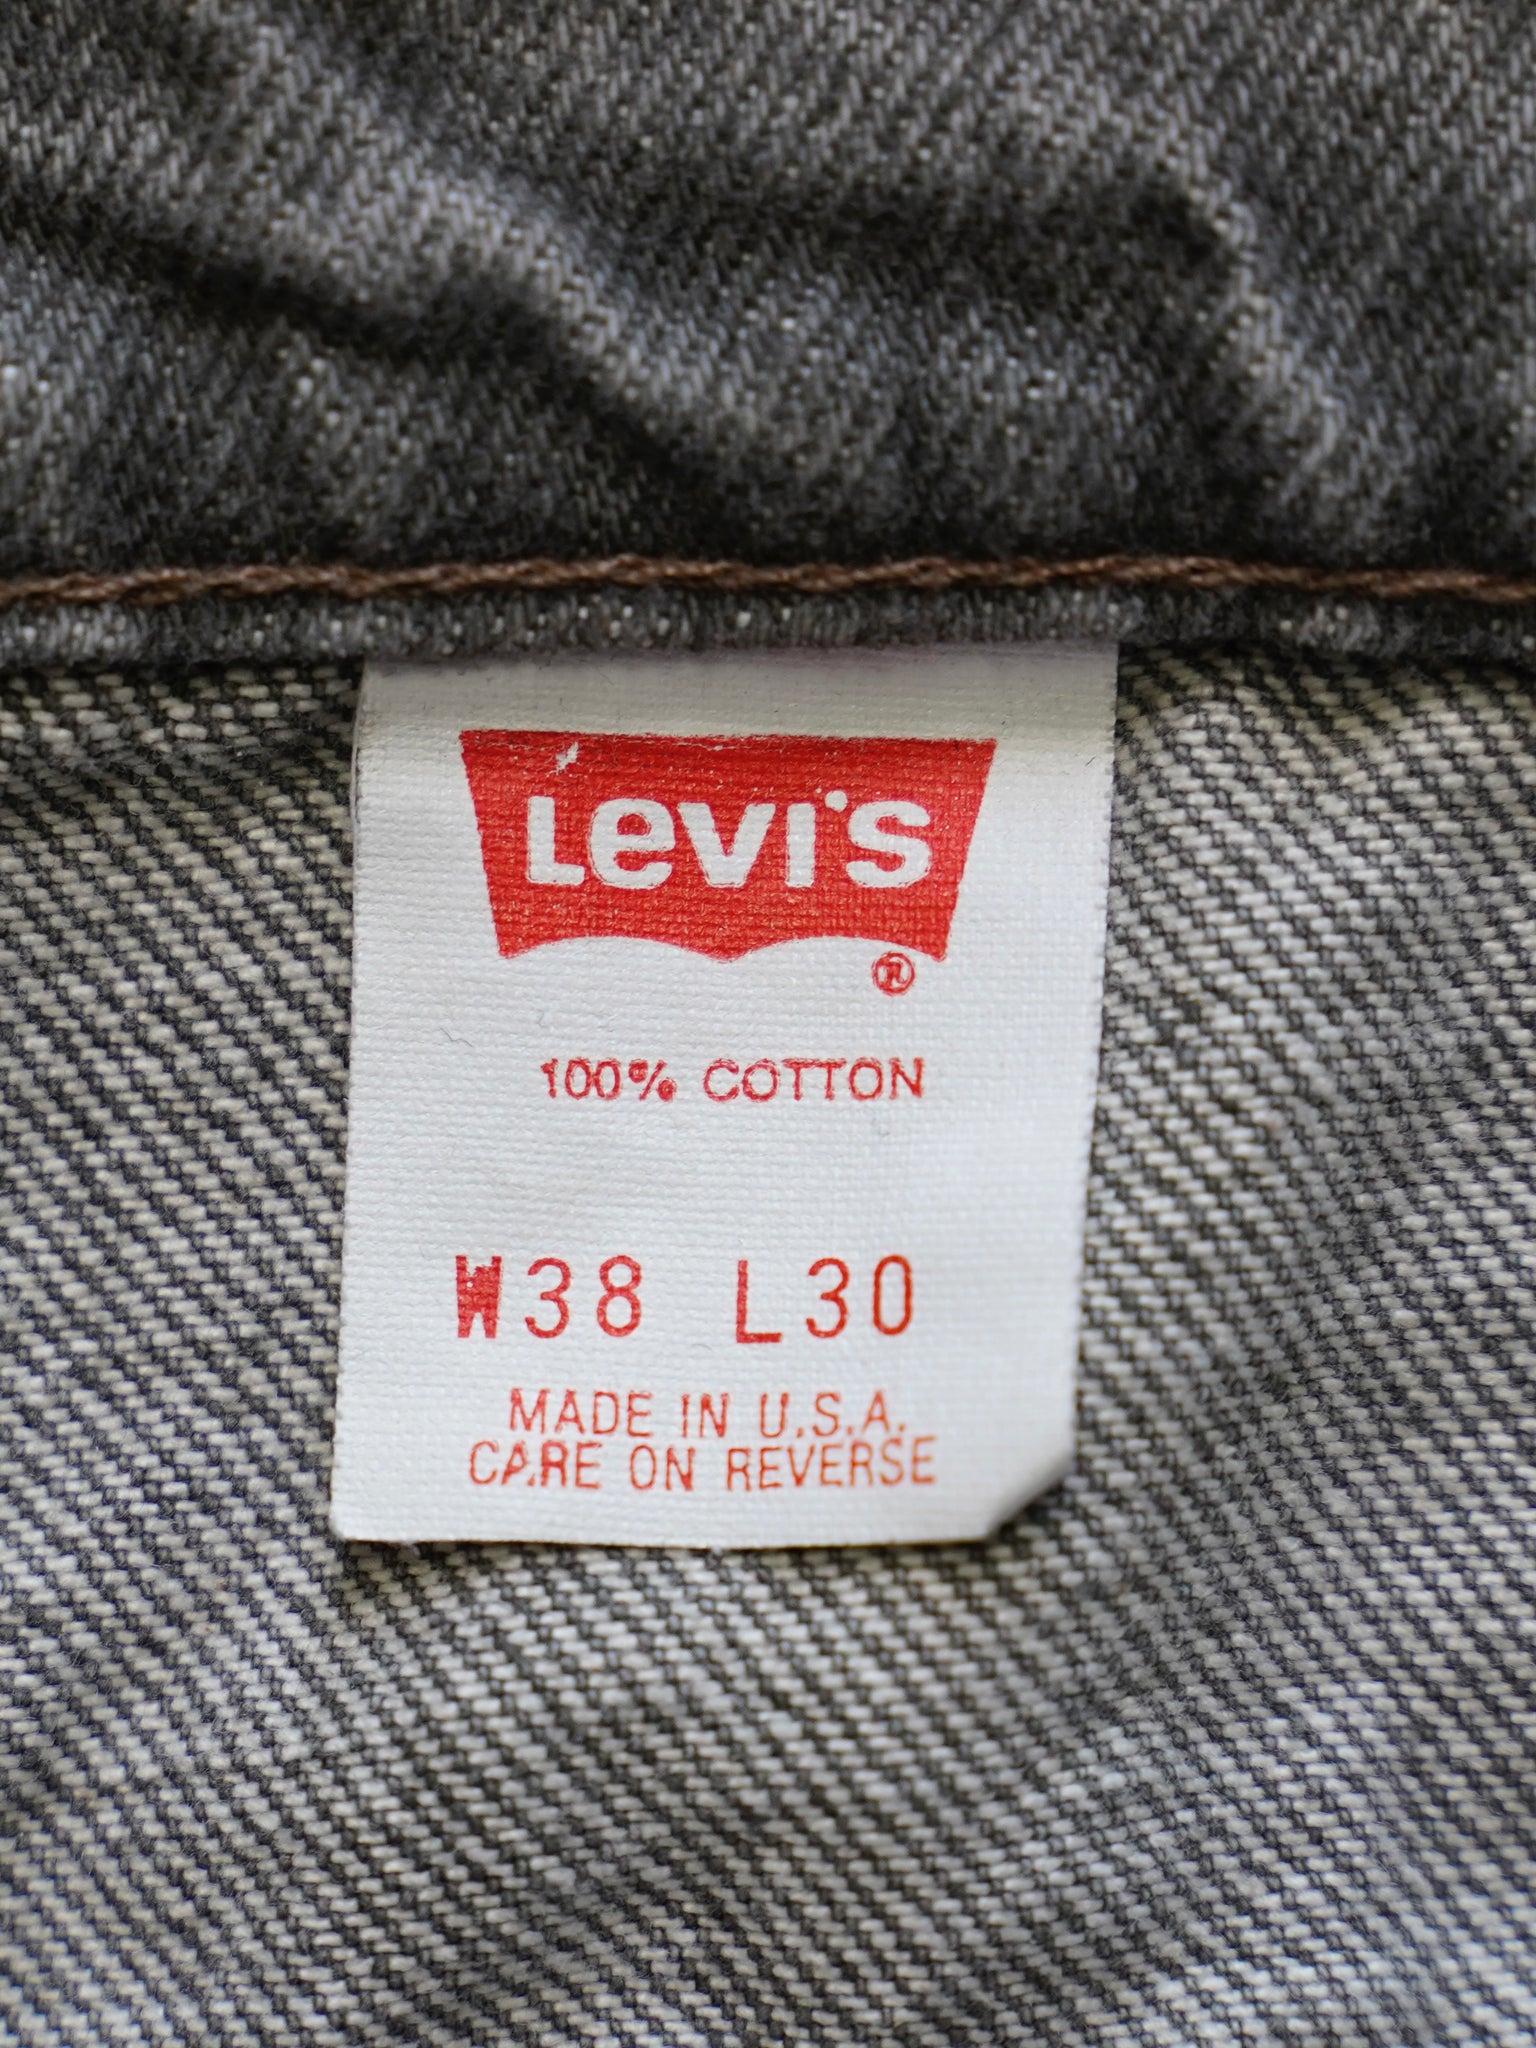 LEVI'S
®
100% COTTON
W38 L30
MADE IN U.S.A.
CARE ON REVERSE